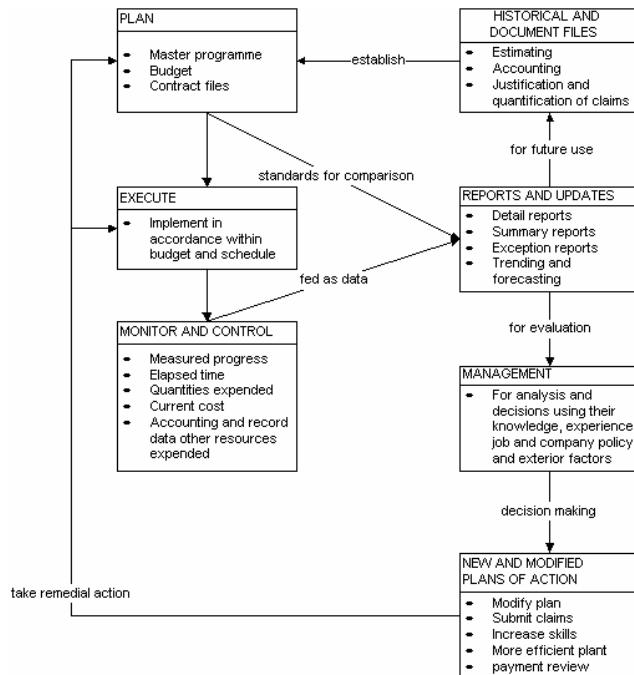 PLAN
Master programme
Budget
Contract files
HISTORICAL AND
DOCUMENT FILES
Estimating
Accounting
Justification and
quantification of claims
establish
for future use
standards for comparison
EXECUTE
Implement in
accordance within
budget and schedule
REPORTS AND UPDATES
Detail reports
Summary reports
Exception reports
Trending and
forecasting
fed as data
MONITOR AND CONTROL
Measured progress
Elapsed time
Quantities expended
Current cost
Accounting and record
data other resources
expended
for evaluation
MANAGEMENT
For analysis and
decisions using their
knowledge, experience
job and company policy
and exterior factors
decision making
NEW AND MODIFIED
PLANS OF ACTION
Modify plan
Submit claims
Increase skills
More efficient plant
payment review
take remedial action